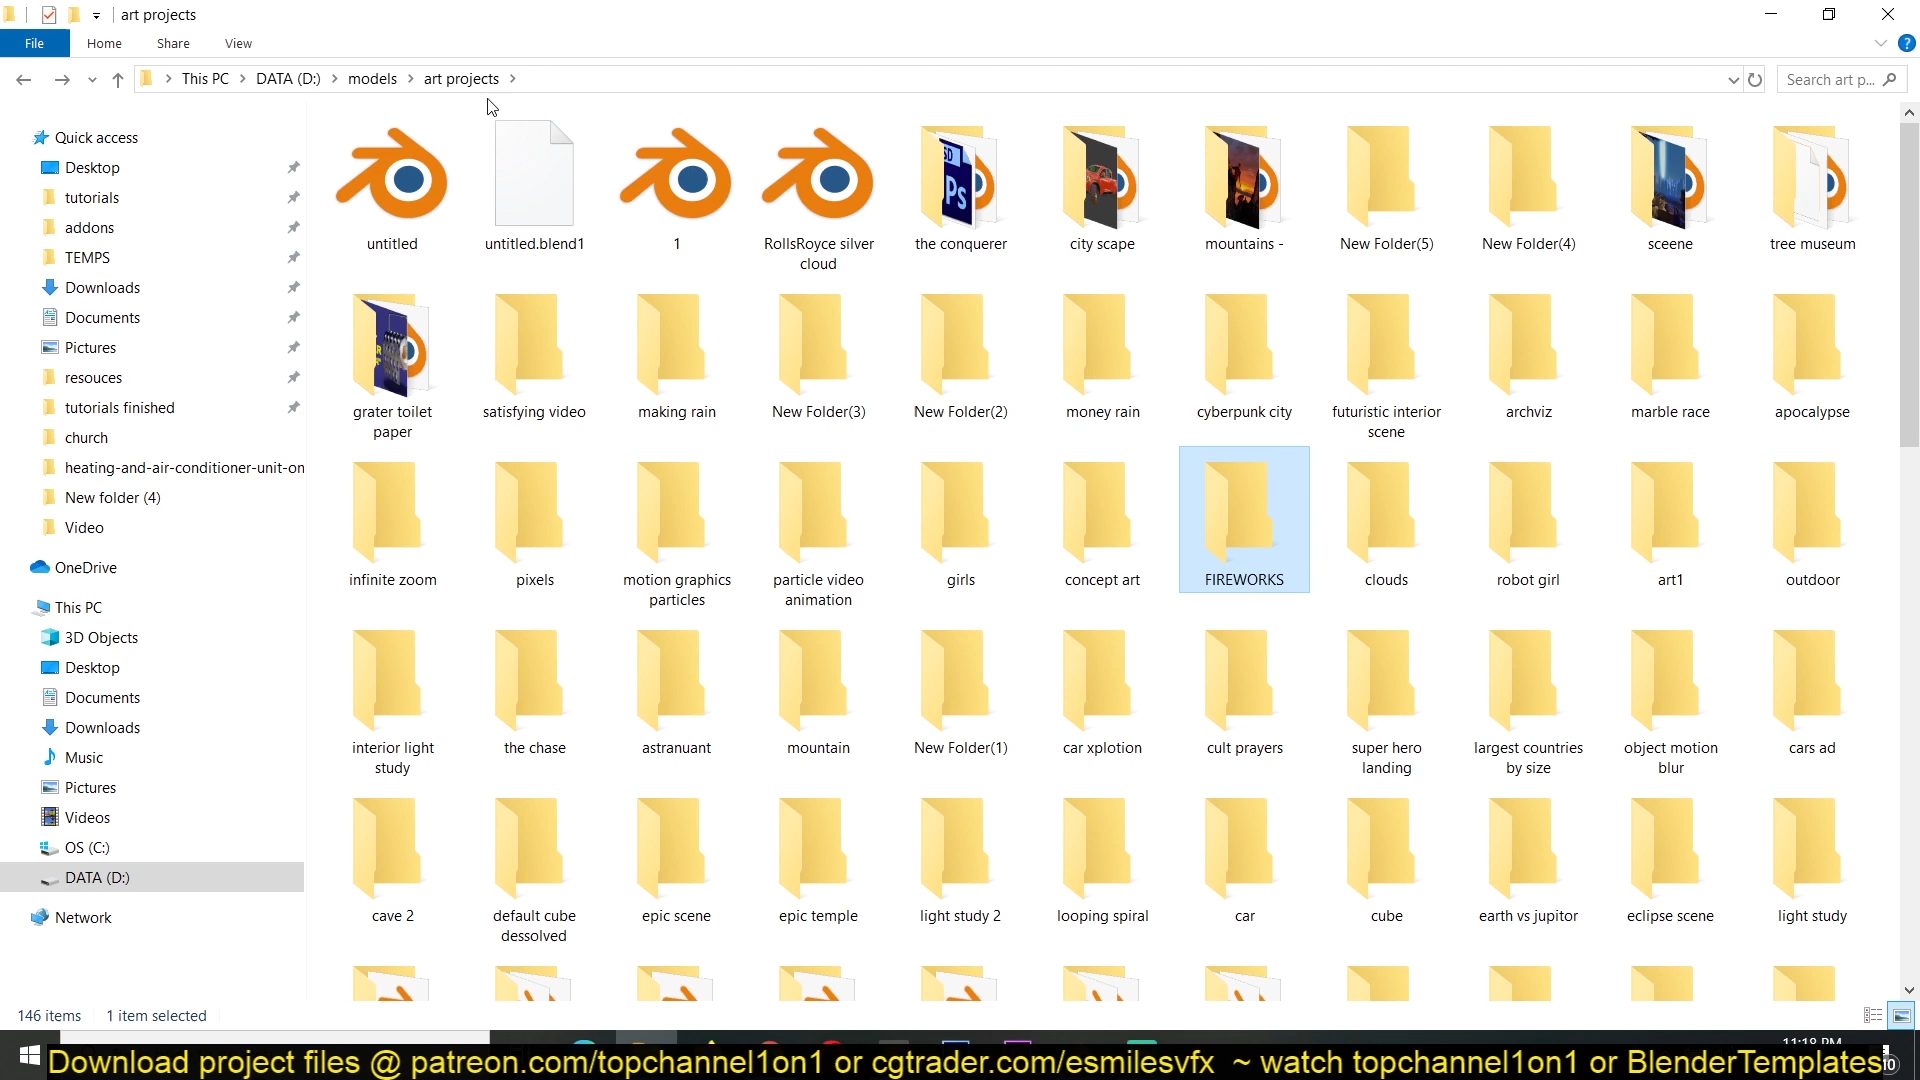 art projects
File Home Share View
This PC DATA (D:) models art projects
Search art p...
Quick access
Desktop
tutorials
addons
TEMPS
Downloads
Documents
Pictures
resouces
tutorials finished
church
heating-and-air-conditioner-unit-on
New folder (4)
Video
OneDrive
This PC
3D Objects
Desktop
Documents
Downloads
Music
Pictures
Videos
OS (C:)
DATA (D:)
Network
untitled untitled.blend1 1 RollsRoyce silver the conquerer city scape mountains - New Folder(5) New Folder(4) sceene tree museum
cloud
grater toilet satisfying video making rain New Folder(3) New Folder(2) money rain cyberpunk city futuristic interior archviz marble race apocalypse
paper scene
infinite zoom pixels motion graphics particle video girls concept art FIREWORKS clouds robot girl art1 outdoor
particles animation
interior light the chase astranuant mountain New Folder(1) car xplotion cult prayers super hero largest countries object motion cars ad
study landing by size blur
cave 2 default cube epic scene epic temple light study 2 looping spiral car cube earth vs jupitor eclipse scene light study
dessolved
146 items 1 item selected
11:18 PM
Download project files @ patreon.com/topchannel1on1 or cgtrader.com/esmilesvfx ~ watch topchannel1on1 or BlenderTemplates